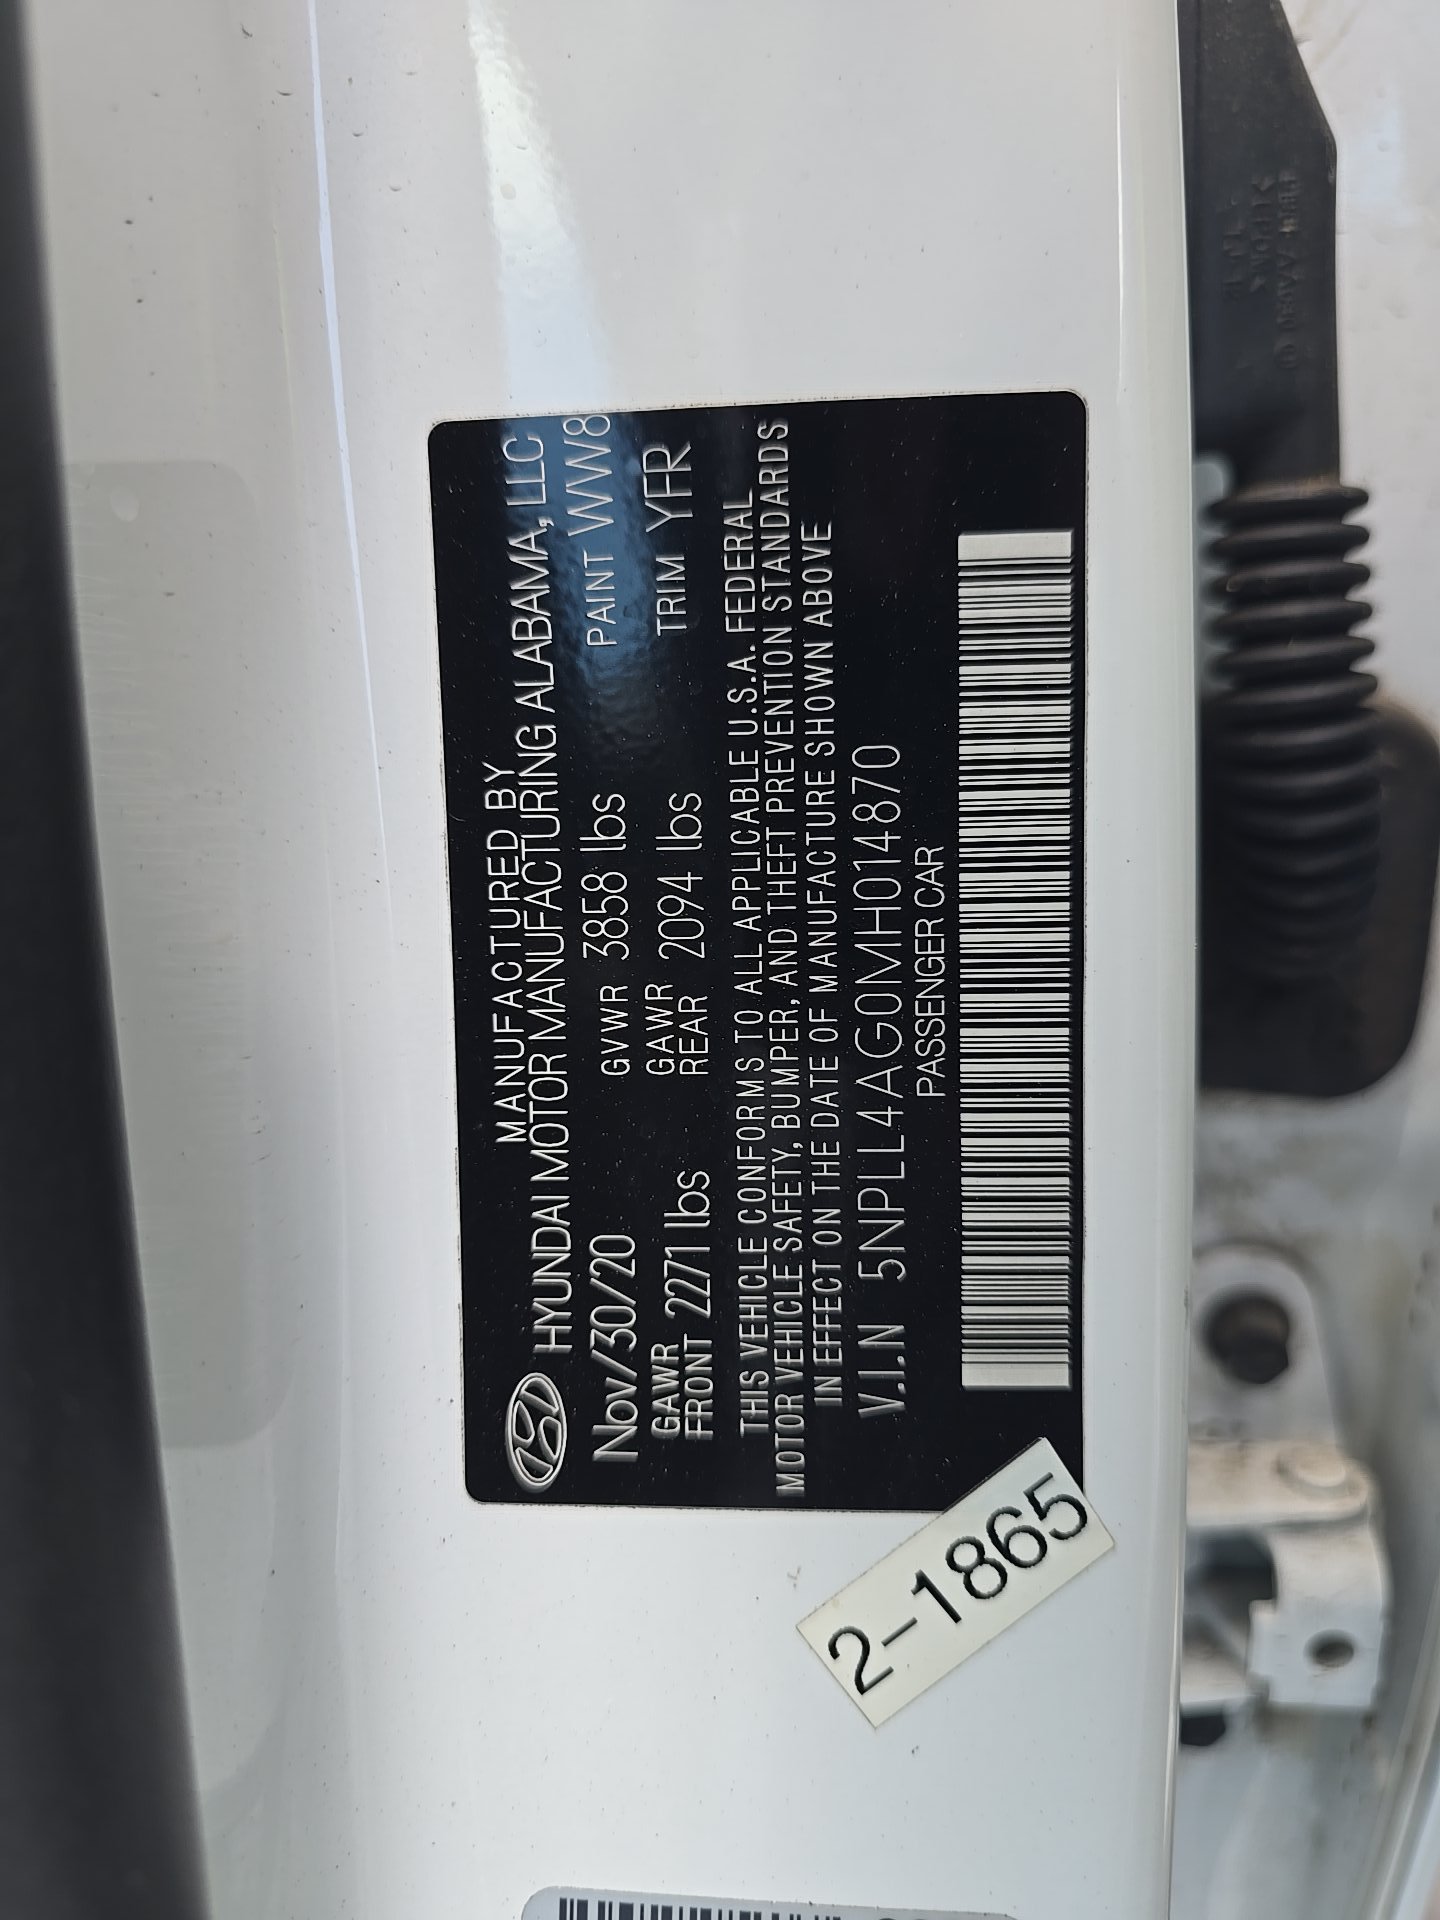 MANUFACTURED BY
HYUNDAI MOTOR MANUFACTURING ALABAMA, LLC
Nov/30/20 GVWR 3858 lbs PAINT WW8
GAWR FRONT 2271 lbs GAWR REAR 2094 lbs TRIM YFR
THIS VEHICLE CONFORMS TO ALL APPLICABLE U.S.A. FEDERAL
MOTOR VEHICLE SAFETY, BUMPER, AND THEFT PREVENTION STANDARDS
IN EFFECT ON THE DATE OF MANUFACTURE SHOWN ABOVE
V.I.N 5NPLL4AG0MH014870
PASSENGER CAR
2-1865